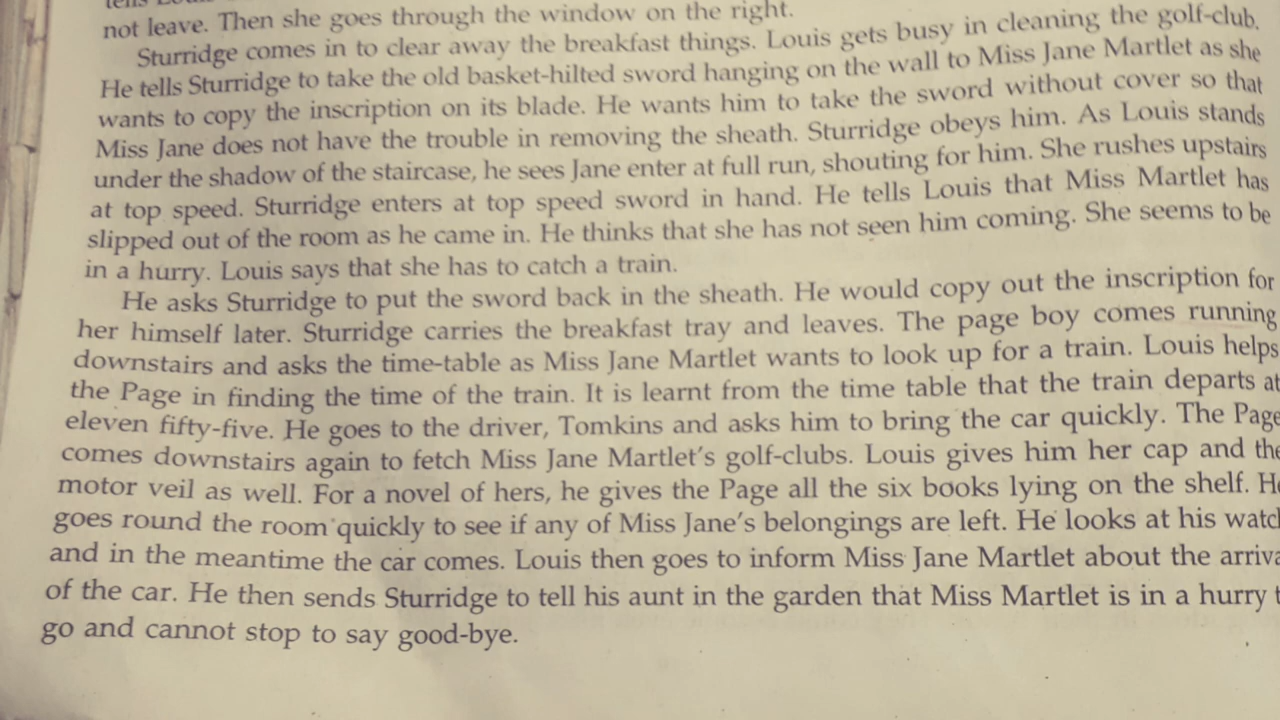 not leave. Then she goes through the window on the right.
Sturridge comes in to clear away the breakfast things. Louis gets busy in cleaning the golf-club.
He tells Sturridge to take the old basket-hilted sword hanging on the wall to Miss Jane Martlet as she
wants to copy the inscription on its blade. He wants him to take the sword without cover so that
Miss Jane does not have the trouble in removing the sheath. Sturridge obeys him. As Louis stands
under the shadow of the staircase, he sees Jane enter at full run, shouting for him. She rushes upstairs
at top speed. Sturridge enters at top speed sword in hand. He tells Louis that Miss Martlet has
slipped out of the room as he came in. He thinks that she has not seen him coming. She seems to be
in a hurry. Louis says that she has to catch a train.
He asks Sturridge to put the sword back in the sheath. He would copy out the inscription for
her himself later. Sturridge carries the breakfast tray and leaves. The page boy comes running
downstairs and asks the time-table as Miss Jane Martlet wants to look up for a train. Louis helps
the Page in finding the time of the train. It is learnt from the time table that the train departs at
eleven fifty-five. He goes to the driver, Tomkins and asks him to bring the car quickly. The Page
comes downstairs again to fetch Miss Jane Martlet's golf-clubs. Louis gives him her cap and the
motor veil as well. For a novel of hers, he gives the Page all the six books lying on the shelf. He
goes round the room quickly to see if any of Miss Jane's belongings are left. He looks at his watc
and in the meantime the car comes. Louis then goes to inform Miss Jane Martlet about the arriva
of the car. He then sends Sturridge to tell his aunt in the garden that Miss Martlet is in a hurry t
go and cannot stop to say good-bye.